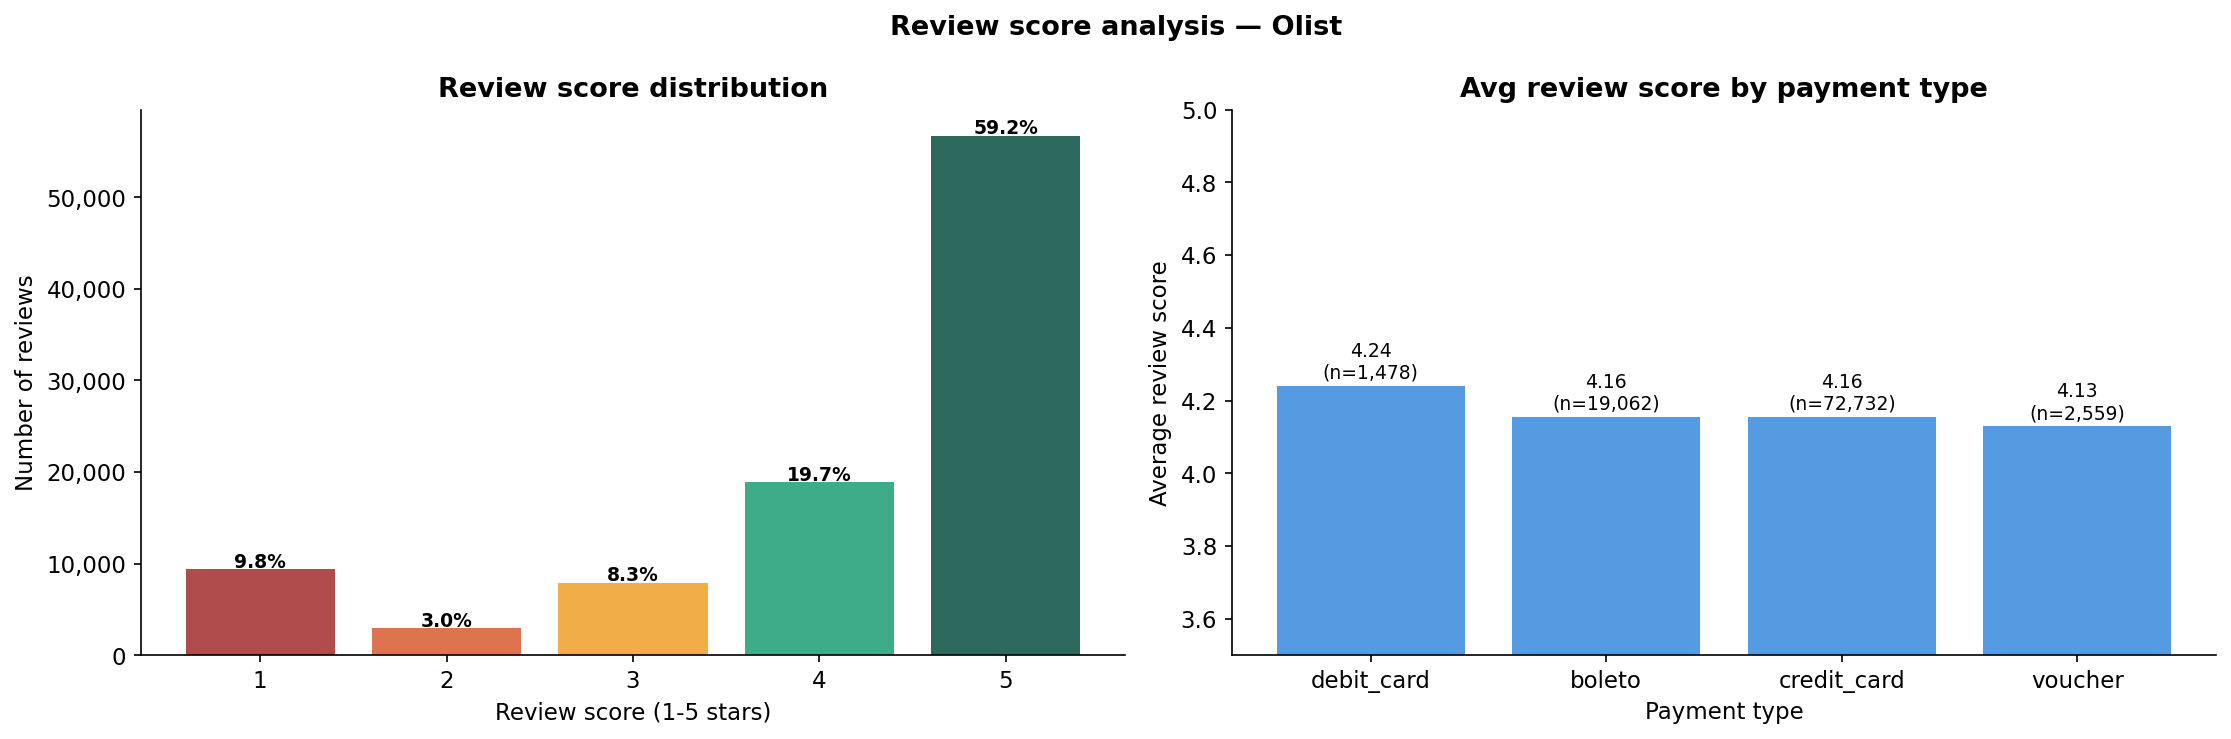 Review score analysis — Olist
Review score distribution
Number of reviews
50,000
40,000
30,000
20,000
10,000
0
9.8%
3.0%
8.3%
19.7%
59.2%
1 2 3 4 5
Review score (1-5 stars)
Avg review score by payment type
Average review score
5.0
4.8
4.6
4.4
4.2
4.0
3.8
3.6
4.24
(n=1,478)
4.16
(n=19,062)
4.16
(n=72,732)
4.13
(n=2,559)
debit_card boleto credit_card voucher
Payment type